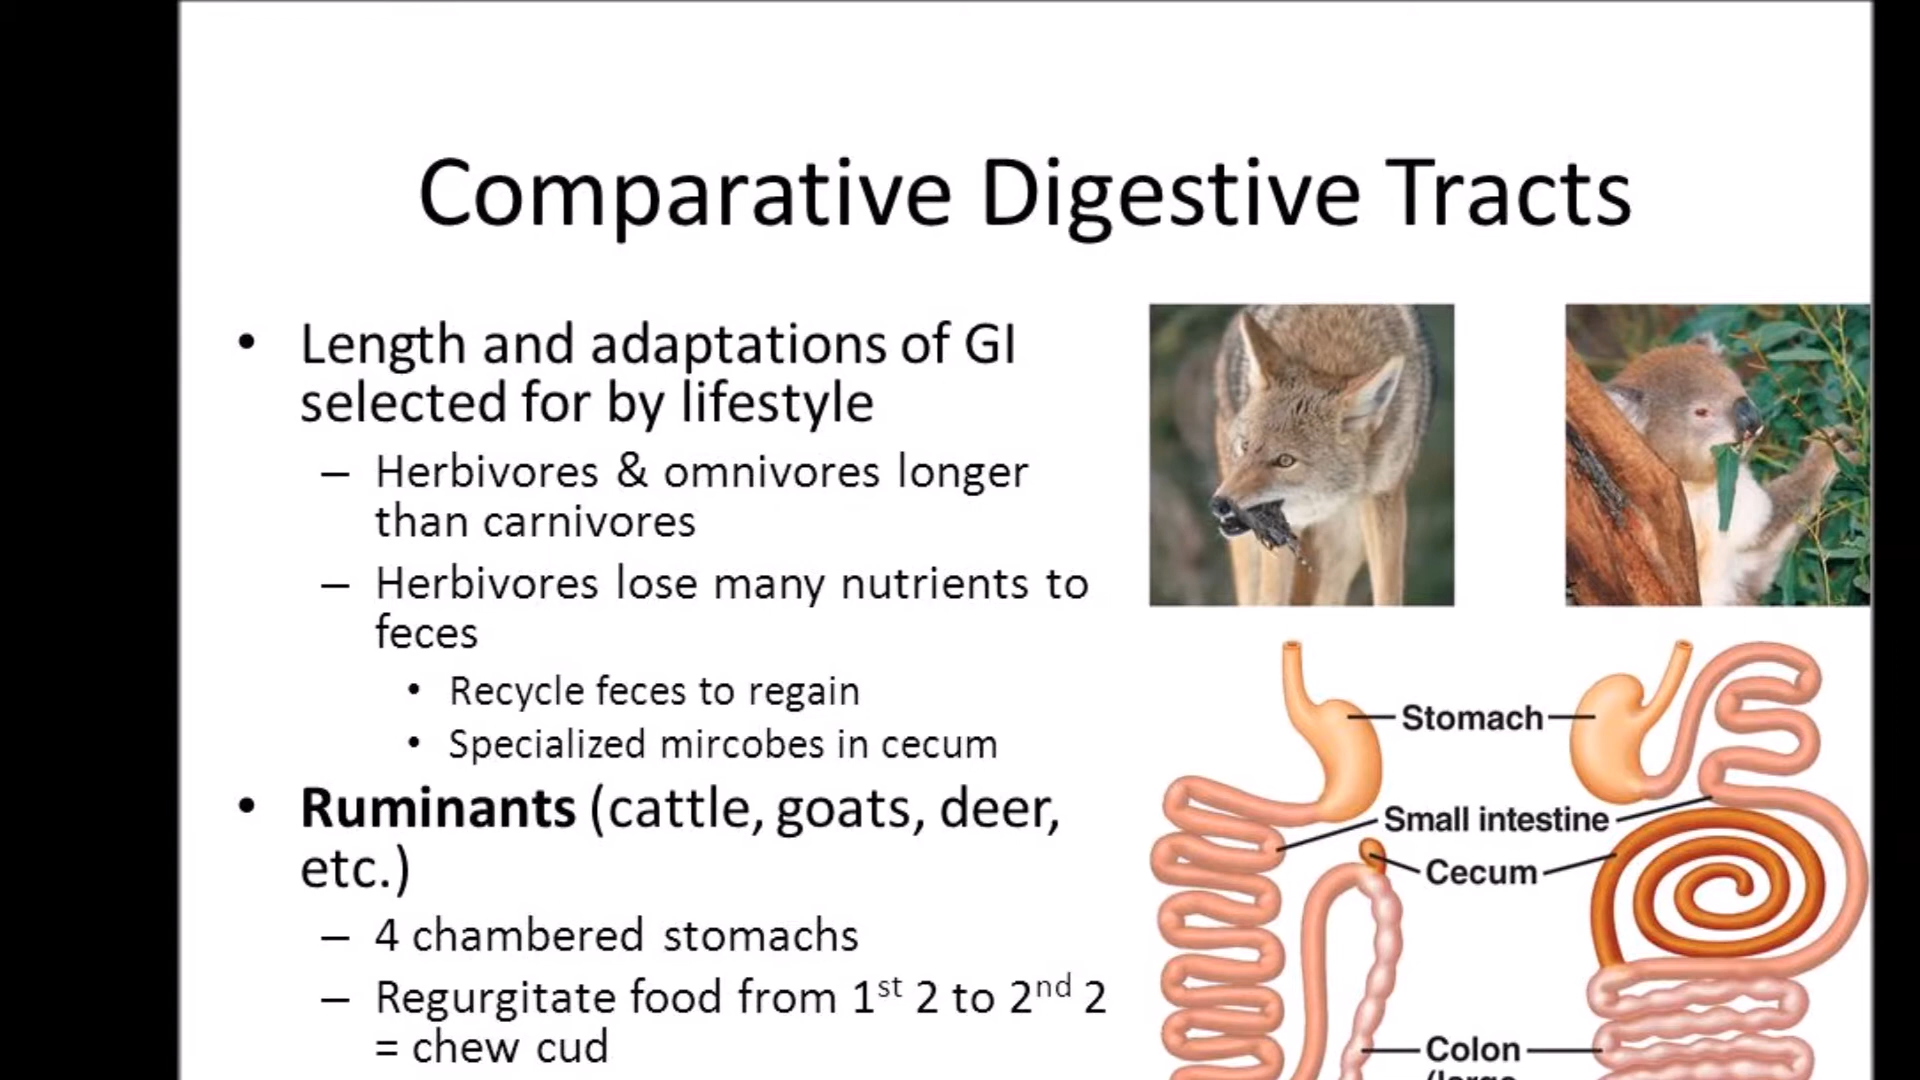 Comparative Digestive Tracts
• Length and adaptations of GI
selected for by lifestyle
– Herbivores & omnivores longer
than carnivores
– Herbivores lose many nutrients to
feces
• Recycle feces to regain
• Specialized mircobes in cecum
• Ruminants (cattle, goats, deer,
etc.)
– 4 chambered stomachs
– Regurgitate food from 1st 2 to 2nd 2
= chew cud
Stomach
Small intestine
Cecum
Colon
(large